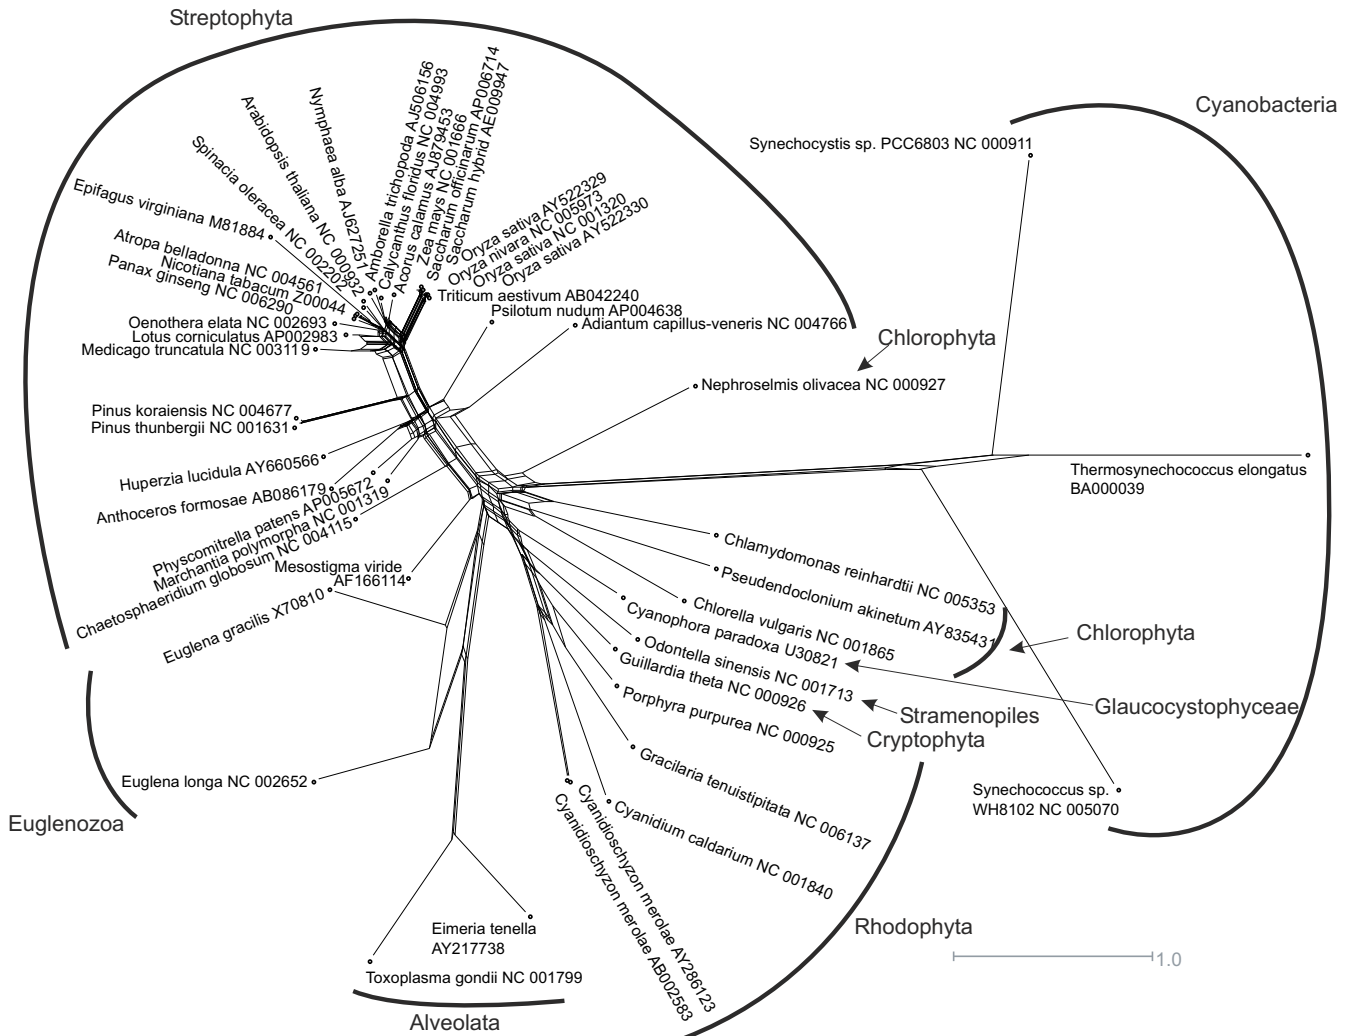 Streptophyta
Cyanobacteria
Synechocystis sp. PCC6803 NC 000911
Epifagus virginiana M81884
Spinacia oleracea NC 002202
Arabidopsis thaliana NC 000932
Nymphaea alba AJ627251
Amborella trichopoda AJ506156
Calycanthus floridus NC 004993
Acorus calamus AJ879453
Zea mays NC 001666
Saccharum officinarum AP006714
Saccharum hybrid AE009947
Oryza sativa AY522329
Oryza nivara NC 005973
Oryza sativa NC 001320
Oryza sativa AY522330
Atropa belladonna NC 004561
Nicotiana tabacum Z00044
Panax ginseng NC 006290
Triticum aestivum AB042240
Psilotum nudum AP004638
Adiantum capillus-veneris NC 004766
Oenothera elata NC 002693
Lotus corniculatus AP002983
Medicago truncatula NC 003119
Chlorophyta
Nephroselmis olivacea NC 000927
Pinus koraiensis NC 004677
Pinus thunbergii NC 001631
Huperzia lucidula AY660566
Anthoceros formosae AB086179
Physcomitrella patens AP005672
Marchantia polymorpha NC 001319
Chaetosphaeridium globosum NC 004115
Mesostigma viride
AF166114
Euglena gracilis X70810
Thermosynechococcus elongatus
BA000039
Chlamydomonas reinhardtii NC 005353
Pseudendoclonium akinetum AY835431
Chlorella vulgaris NC 001865
Cyanophora paradoxa U30821
Odontella sinensis NC 001713
Guillardia theta NC 000926
Porphyra purpurea NC 000925
Chlorophyta
Glaucocystophyceae
Stramenopiles
Cryptophyta
Gracilaria tenuistipitata NC 006137
Cyanidium caldarium NC 001840
Cyanidioschyzon merolae AY286123
Cyanidioschyzon merolae AB002583
Euglena longa NC 002652
Euglenozoa
Synechococcus sp.
WH8102 NC 005070
Rhodophyta
Eimeria tenella
AY217738
Toxoplasma gondii NC 001799
Alveolata
1.0